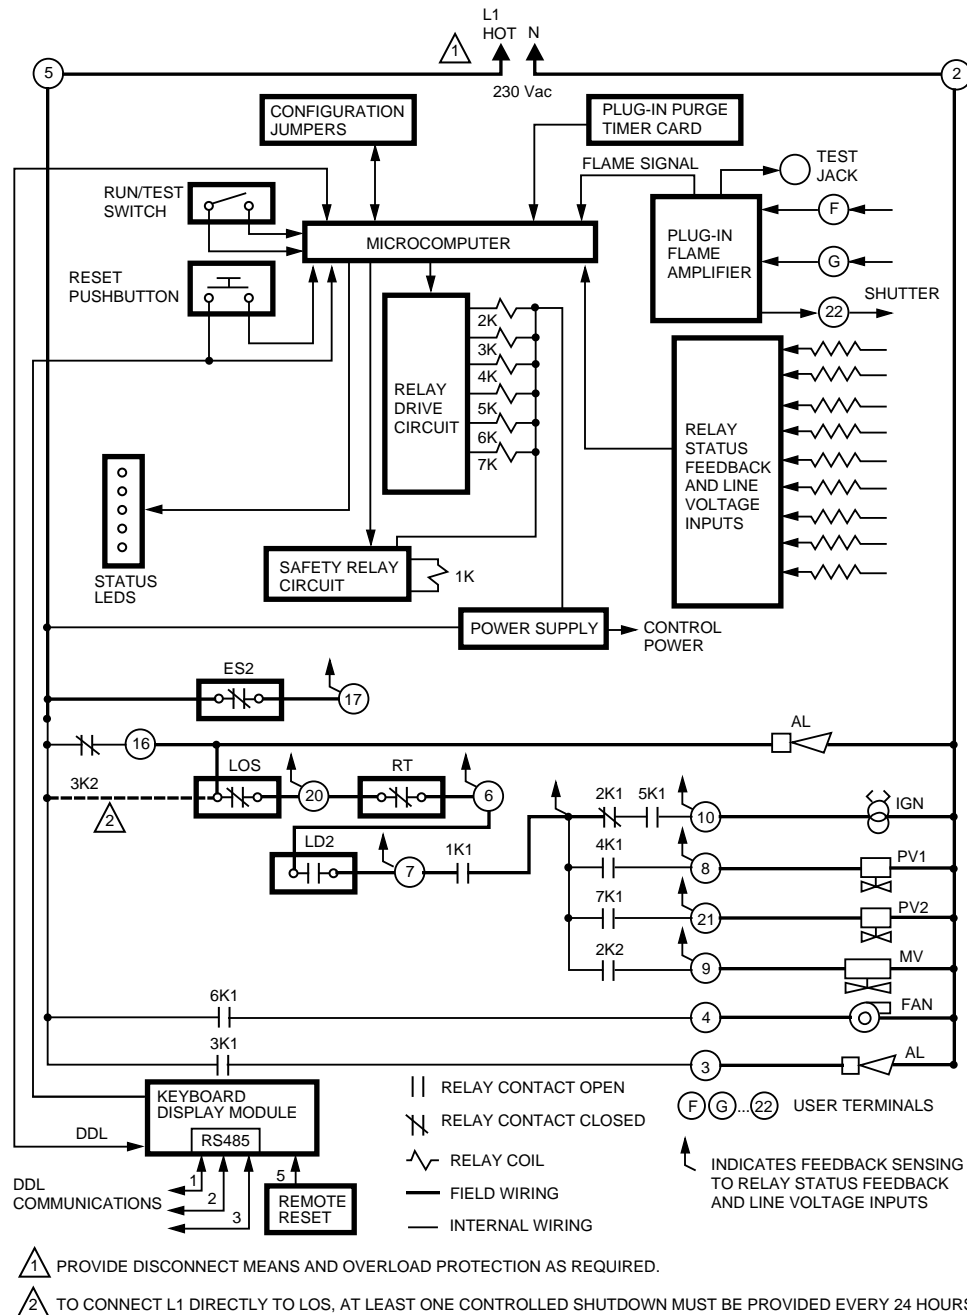 L1
HOT N
1
5
2
230 Vac
CONFIGURATION
JUMPERS
PLUG-IN PURGE
TIMER CARD
FLAME SIGNAL
TEST
JACK
RUN/TEST
SWITCH
F
MICROCOMPUTER
PLUG-IN
FLAME
AMPLIFIER
G
RESET
PUSHBUTTON
SHUTTER
22
2K
3K
4K
5K
6K
7K
RELAY
DRIVE
CIRCUIT
RELAY
STATUS
FEEDBACK
AND LINE
VOLTAGE
INPUTS
STATUS
LEDS
SAFETY RELAY
CIRCUIT
1K
POWER SUPPLY
CONTROL
POWER
ES2
17
16
AL
3K2
2
LOS
20
RT
6
LD2
7
1K1
2K1
5K1
10
IGN
4K1
8
PV1
7K1
21
PV2
2K2
9
MV
6K1
4
FAN
3K1
3
AL
KEYBOARD
DISPLAY MODULE
RS485
DDL
DDL
COMMUNICATIONS
1
2
3
5
REMOTE
RESET
RELAY CONTACT OPEN
RELAY CONTACT CLOSED
RELAY COIL
FIELD WIRING
INTERNAL WIRING
F G ... 22 USER TERMINALS
INDICATES FEEDBACK SENSING
TO RELAY STATUS FEEDBACK
AND LINE VOLTAGE INPUTS
1 PROVIDE DISCONNECT MEANS AND OVERLOAD PROTECTION AS REQUIRED.
2 TO CONNECT L1 DIRECTLY TO LOS, AT LEAST ONE CONTROLLED SHUTDOWN MUST BE PROVIDED EVERY 24 HOURS